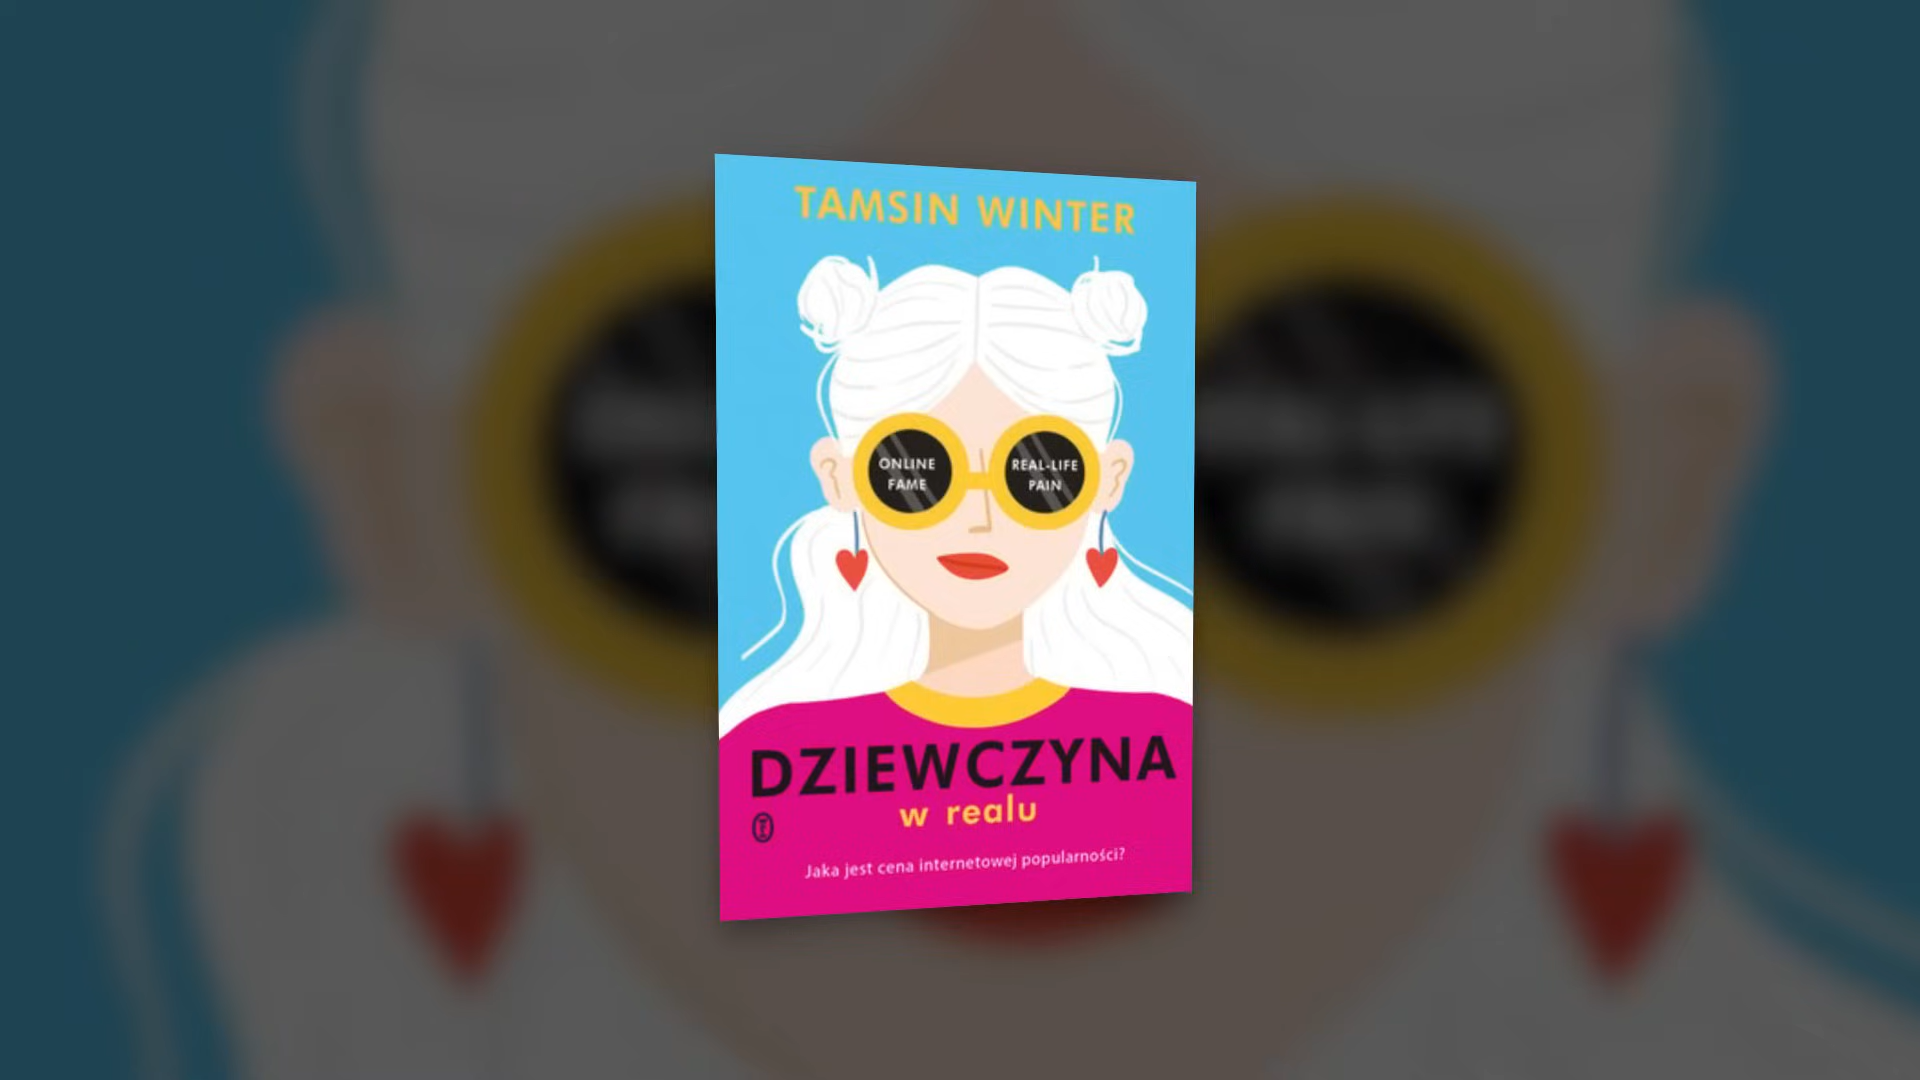 TAMSIN WINTER
ONLINE
FAME
REAL-LIFE
PAIN
DZIEWCZYNA
w realu
Jaka jest cena internetowej popularności?